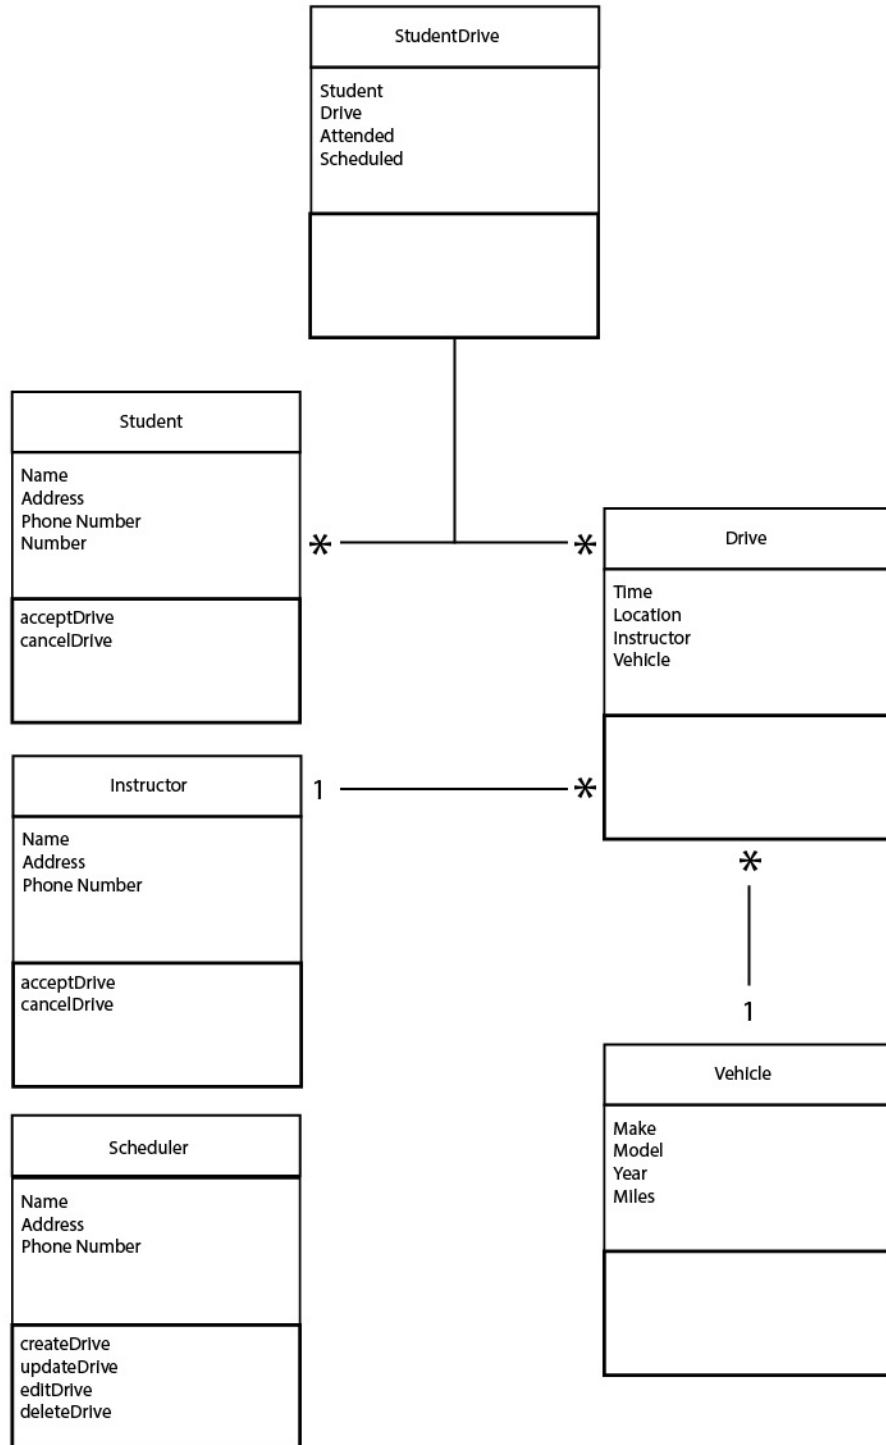 StudentDrive
Student
Drive
Attended
Scheduled
Student
Name
Address
Phone Number
Number
acceptDrive
cancelDrive
*
*
Drive
Time
Location
Instructor
Vehicle
Instructor
Name
Address
Phone Number
acceptDrive
cancelDrive
1
*
*
1
Vehicle
Make
Model
Year
Miles
Scheduler
Name
Address
Phone Number
createDrive
updateDrive
editDrive
deleteDrive